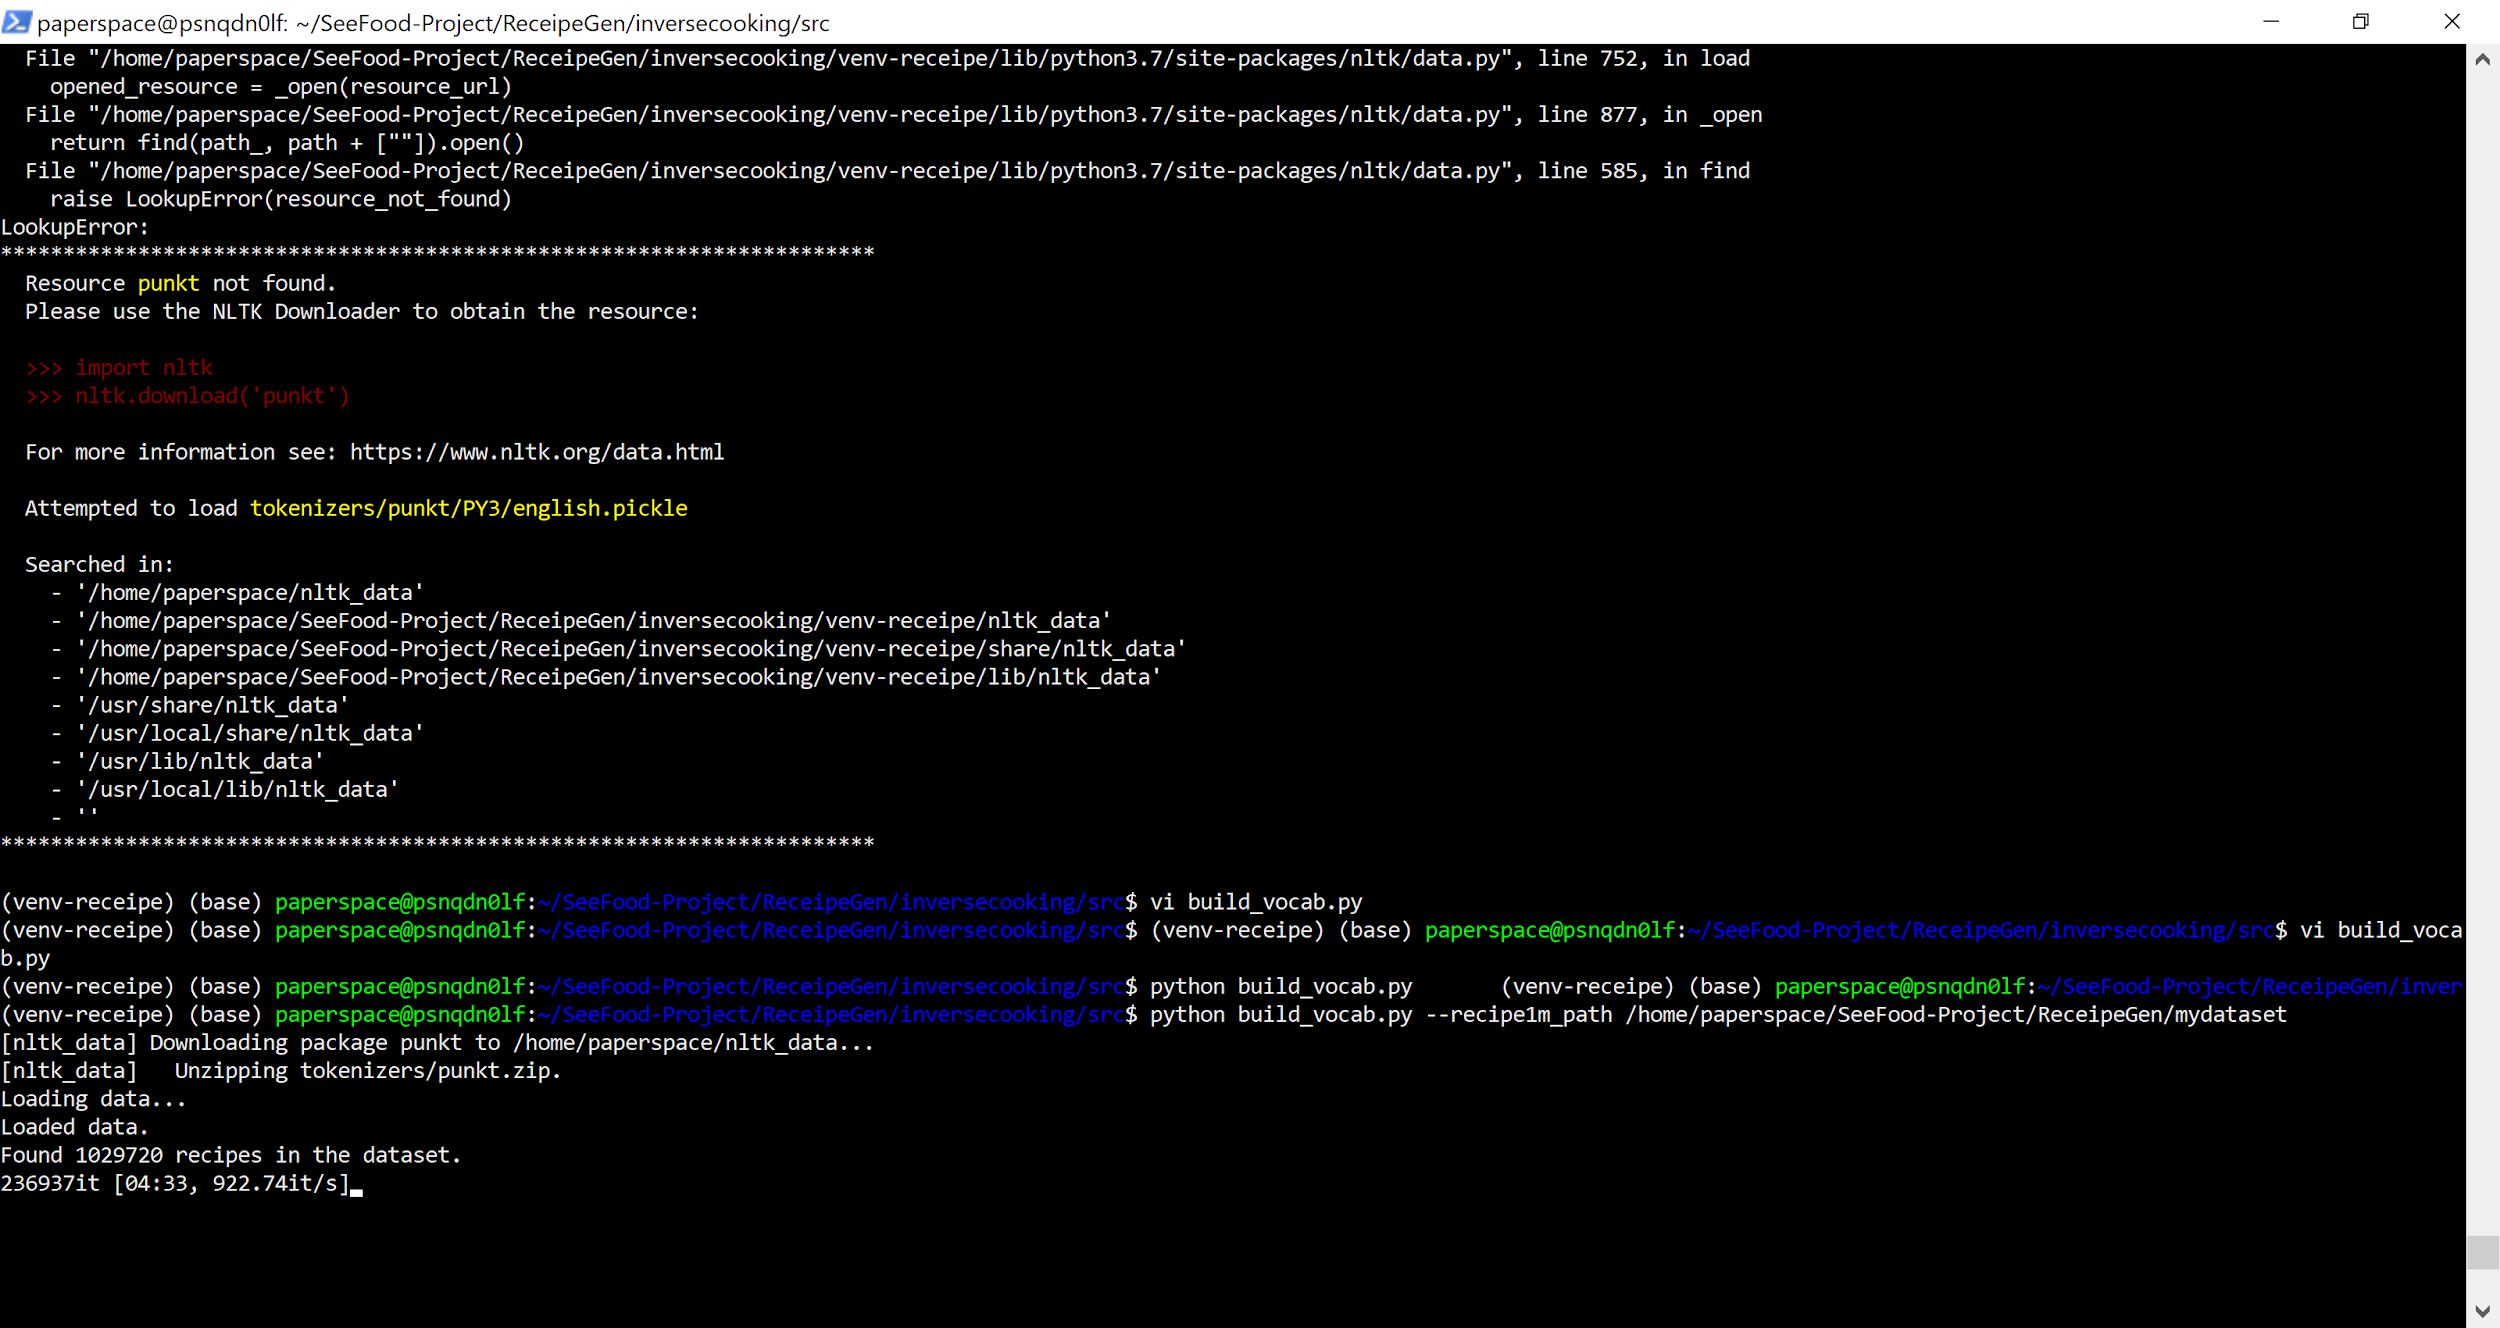 paperspace@psnqdn0lf: ~/SeeFood-Project/ReceipeGen/inversecooking/src
File "/home/paperspace/SeeFood-Project/ReceipeGen/inversecooking/venv-receipe/lib/python3.7/site-packages/nltk/data.py", line 752, in load
opened_resource = _open(resource_url)
File "/home/paperspace/SeeFood-Project/ReceipeGen/inversecooking/venv-receipe/lib/python3.7/site-packages/nltk/data.py", line 877, in _open
return find(path_, path + [""]).open()
File "/home/paperspace/SeeFood-Project/ReceipeGen/inversecooking/venv-receipe/lib/python3.7/site-packages/nltk/data.py", line 585, in find
raise LookupError(resource_not_found)
LookupError:
**********************************************************************
Resource punkt not found.
Please use the NLTK Downloader to obtain the resource:
>>> import nltk
>>> nltk.download('punkt')
For more information see: https://www.nltk.org/data.html
Attempted to load tokenizers/punkt/PY3/english.pickle
Searched in:
- '/home/paperspace/nltk_data'
- '/home/paperspace/SeeFood-Project/ReceipeGen/inversecooking/venv-receipe/nltk_data'
- '/home/paperspace/SeeFood-Project/ReceipeGen/inversecooking/venv-receipe/share/nltk_data'
- '/home/paperspace/SeeFood-Project/ReceipeGen/inversecooking/venv-receipe/lib/nltk_data'
- '/usr/share/nltk_data'
- '/usr/local/share/nltk_data'
- '/usr/lib/nltk_data'
- '/usr/local/lib/nltk_data'
- ''
**********************************************************************
(venv-receipe) (base) paperspace@psnqdn0lf:~/SeeFood-Project/ReceipeGen/inversecooking/src$ vi build_vocab.py
(venv-receipe) (base) paperspace@psnqdn0lf:~/SeeFood-Project/ReceipeGen/inversecooking/src$ (venv-receipe) (base) paperspace@psnqdn0lf:~/SeeFood-Project/ReceipeGen/inversecooking/src$ vi build_voca
b.py
(venv-receipe) (base) paperspace@psnqdn0lf:~/SeeFood-Project/ReceipeGen/inversecooking/src$ python build_vocab.py (venv-receipe) (base) paperspace@psnqdn0lf:~/SeeFood-Project/ReceipeGen/inver
(venv-receipe) (base) paperspace@psnqdn0lf:~/SeeFood-Project/ReceipeGen/inversecooking/src$ python build_vocab.py --recipe1m_path /home/paperspace/SeeFood-Project/ReceipeGen/mydataset
[nltk_data] Downloading package punkt to /home/paperspace/nltk_data...
[nltk_data] Unzipping tokenizers/punkt.zip.
Loading data...
Loaded data.
Found 1029720 recipes in the dataset.
236937it [04:33, 922.74it/s]